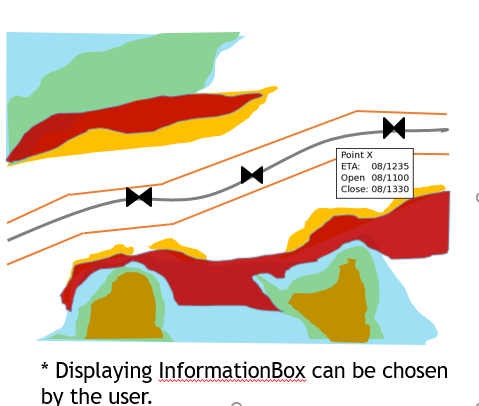 Point X
ETA: 08/1235
Open 08/1100
Close: 08/1330
* Displaying InformationBox can be chosen
by the user.